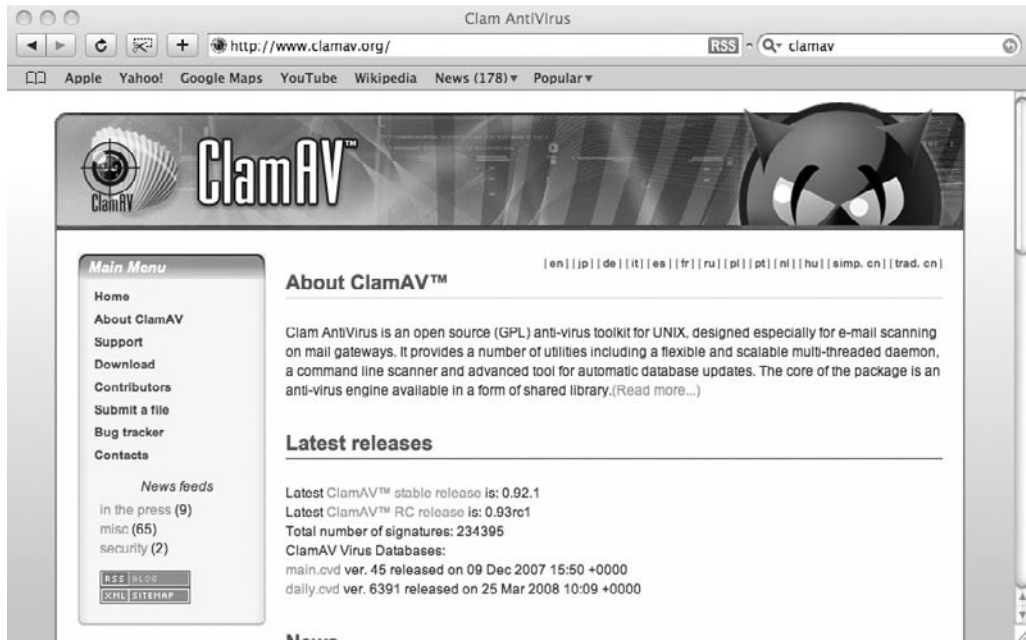 Clam AntiVirus
http://www.clamav.org/
RSS
clamav
Apple Yahoo! Google Maps YouTube Wikipedia News (178) Popular
ClamAV
ClamAV™
Main Menu
Home
About ClamAV
Support
Download
Contributors
Submit a file
Bug tracker
Contacts
News feeds
in the press (9)
misc (65)
security (2)
RSS BLOG
XML SITEMAP
[en] [jp] [de] [it] [es] [fr] [ru] [pl] [pt] [nl] [hu] [simp. cn] [trad. cn]
About ClamAV™
Clam AntiVirus is an open source (GPL) anti-virus toolkit for UNIX, designed especially for e-mail scanning
on mail gateways. It provides a number of utilities including a flexible and scalable multi-threaded daemon,
a command line scanner and advanced tool for automatic database updates. The core of the package is an
anti-virus engine available in a form of shared library.(Read more...)
Latest releases
Latest ClamAV™ stable release is: 0.92.1
Latest ClamAV™ RC release is: 0.93rc1
Total number of signatures: 234395
ClamAV Virus Databases:
main.cvd ver. 45 released on 09 Dec 2007 15:50 +0000
daily.cvd ver. 6391 released on 25 Mar 2008 10:09 +0000
News